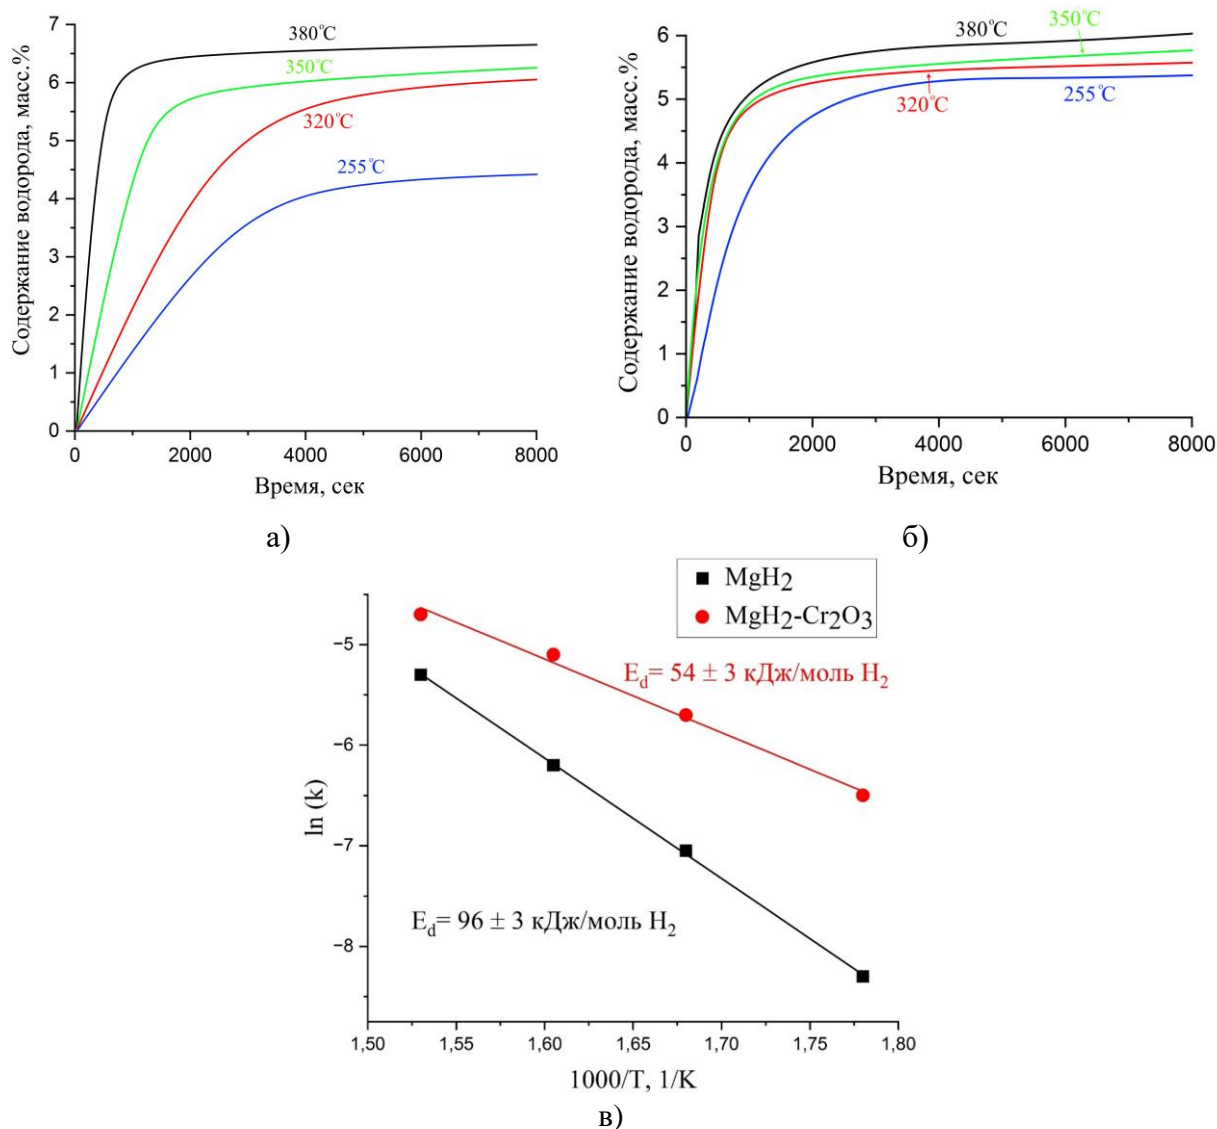 Содержание водорода, масс.%
7
6
5
4
3
2
1
0
380°C
350°C
320°C
255°C
0 2000 4000 6000 8000
Время, сек
а)
Содержание водорода, масс.%
6
5
4
3
2
1
0
380°C
350°C
320°C
255°C
0 2000 4000 6000 8000
Время, сек
б)
MgH2
MgH2-Cr2O3
ln (k)
−5
−6
−7
−8
Ed= 54 ± 3 кДж/моль H2
Ed= 96 ± 3 кДж/моль H2
1,50 1,55 1,60 1,65 1,70 1,75 1,80
1000/T, 1/K
в)